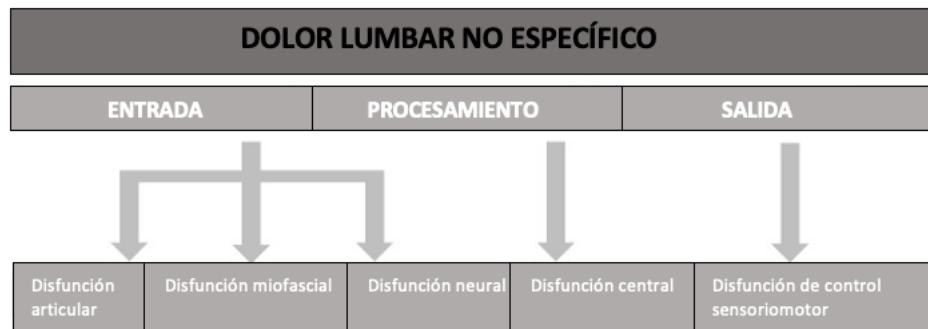 DOLOR LUMBAR NO ESPECÍFICO
ENTRADA
PROCESAMIENTO
SALIDA
Disfunción
articular
Disfunción miofascial
Disfunción neural
Disfunción central
Disfunción de control
sensoriomotor